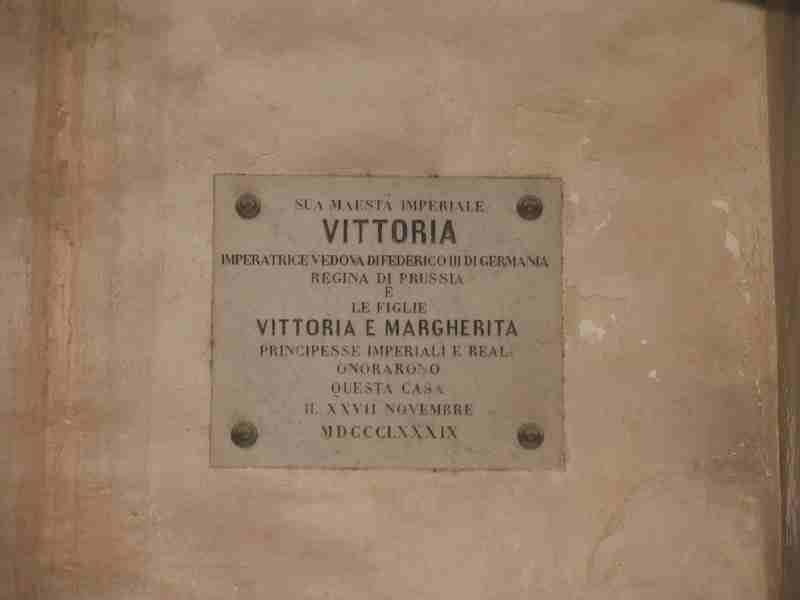 SUA MAESTÀ IMPERIALE
VITTORIA
IMPERATRICE VEDOVA DI FEDERICO III DI GERMANIA
REGINA DI PRUSSIA
E
LE FIGLIE
VITTORIA E MARGHERITA
PRINCIPESSE IMPERIALI E REALI
ONORARONO
QUESTA CASA
IL XXVII NOVEMBRE
MDCCCLXXXIX